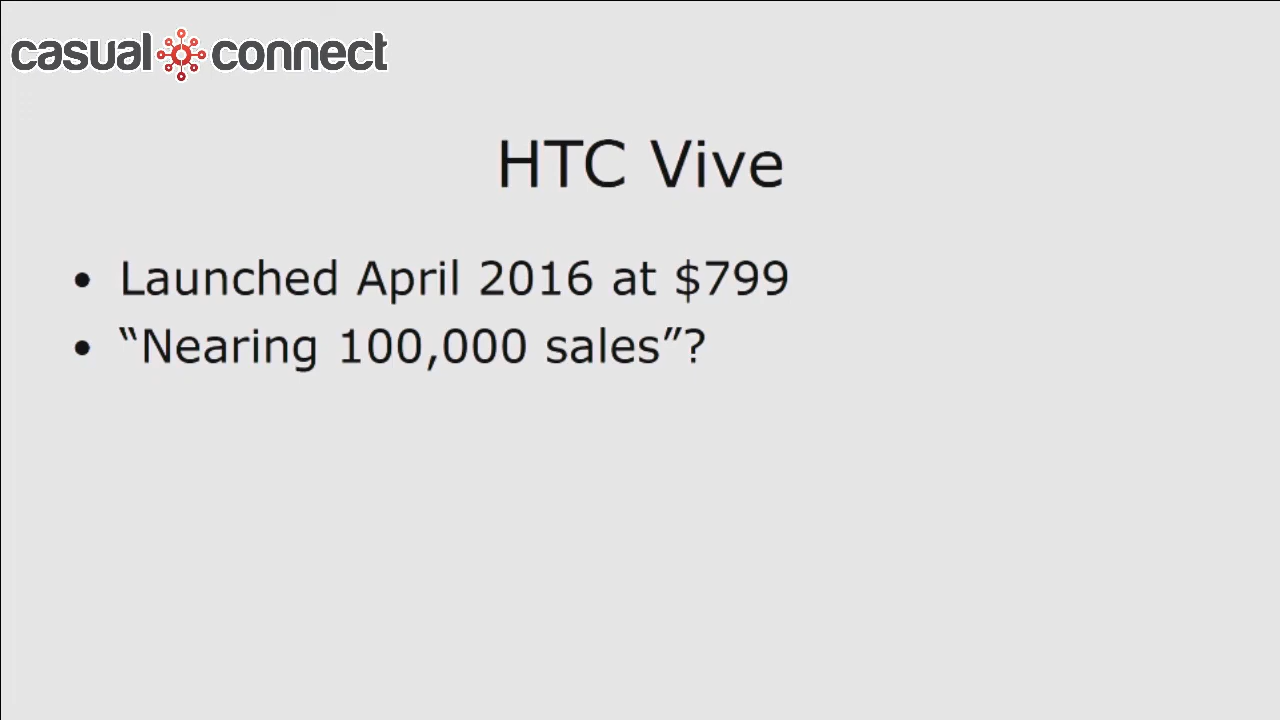 casual connect
HTC Vive
• Launched April 2016 at $799
• “Nearing 100,000 sales”?